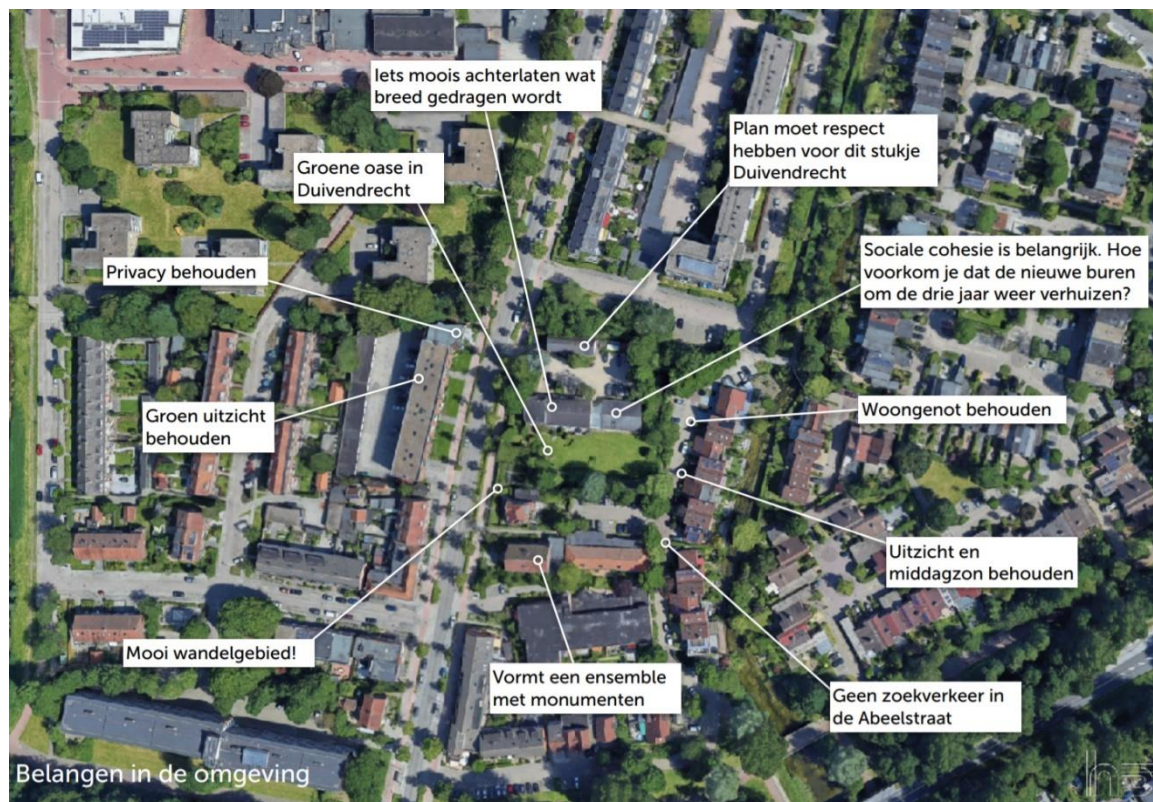 Iets moois achterlaten wat
breed gedragen wordt
Plan moet respect
hebben voor dit stukje
Duivendrecht
Groene oase in
Duivendrecht
Sociale cohesie is belangrijk. Hoe
voorkom je dat de nieuwe buren
om de drie jaar weer verhuizen?
Privacy behouden
Groen uitzicht
behouden
Woongenot behouden
Uitzicht en
middagzon behouden
Mooi wandelgebied!
Vormt een ensemble
met monumenten
Geen zoekverkeer in
de Abeelstraat
Belangen in de omgeving